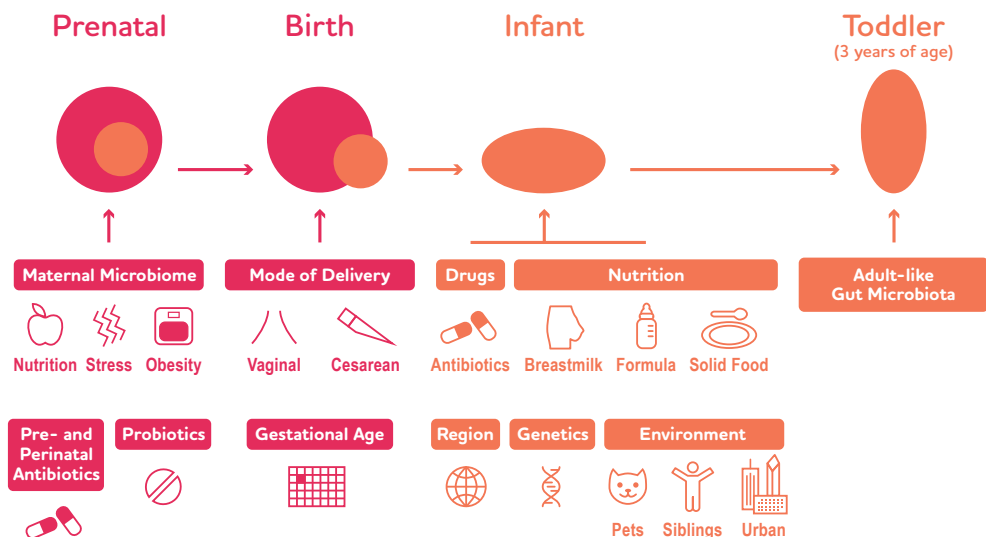 Prenatal
Birth
Infant
Toddler
(3 years of age)
Maternal Microbiome
Mode of Delivery
Drugs
Nutrition
Adult-like
Gut Microbiota
Nutrition
Stress
Obesity
Vaginal
Cesarean
Antibiotics
Breastmilk
Formula
Solid Food
Pre- and
Perinatal
Antibiotics
Probiotics
Gestational Age
Region
Genetics
Environment
Pets
Siblings
Urban